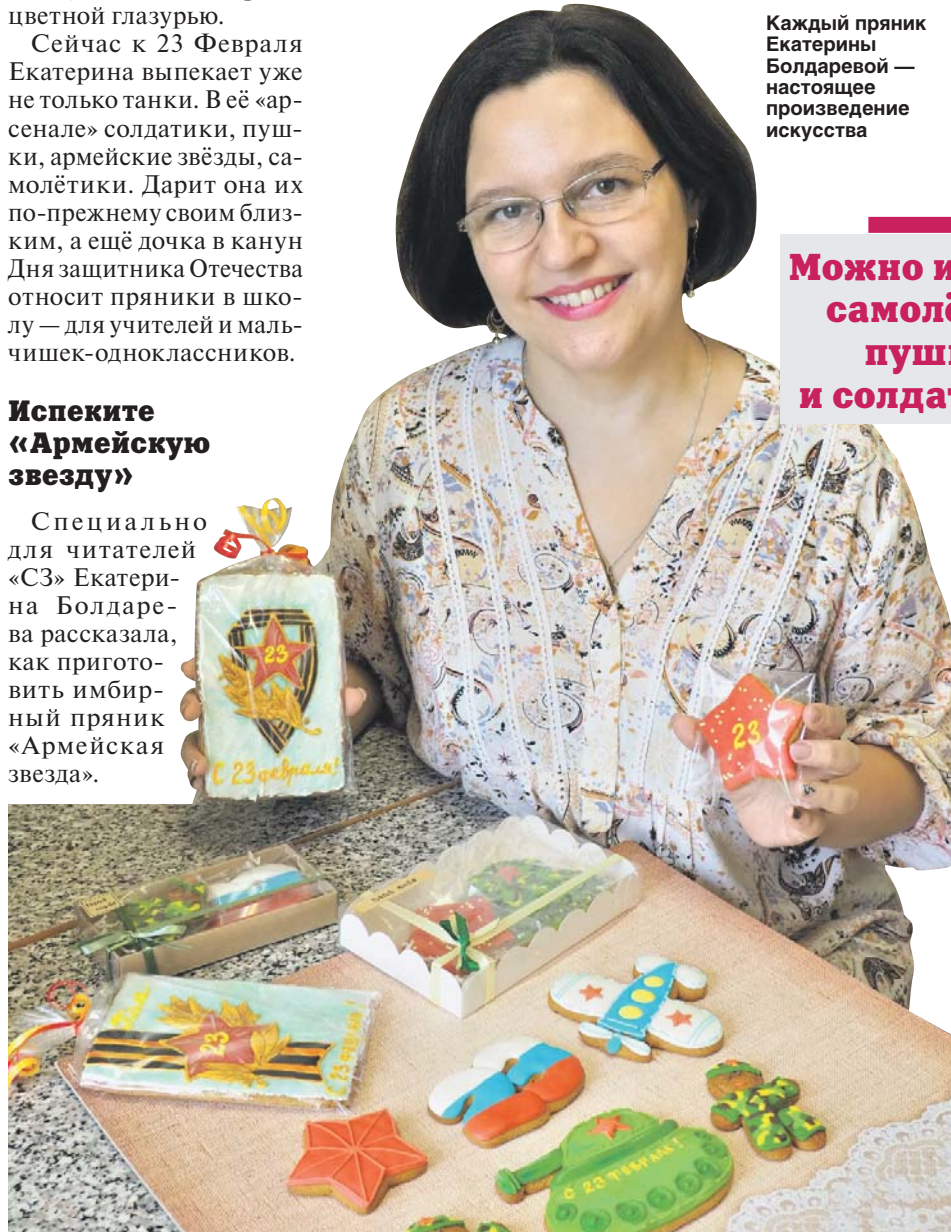 цветной глазурью.
Сейчас к 23 Февраля
Екатерина выпекает уже
не только танки. В её «ар-
сенале» солдатики, пуш-
ки, армейские звёзды, са-
молётики. Дарит она их
по-прежнему своим близ-
ким, а ещё дочка в канун
Дня защитника Отечества
относит пряники в шко-
лу — для учителей и маль-
чишек-одноклассников.
Испеките
«Армейскую
звезду»
Специально
для читателей
«СЗ» Екатери-
на Болдаре-
ва рассказала,
как пригото-
вить имбир-
ный пряник
«Армейская
звезда».
Каждый пряник
Екатерины
Болдаревой —
настоящее
произведение
искусства
Можно и
самолё
пуш
и солдат
23
С 23 февраля!
23
23
С 23 ФЕВРАЛЯ!